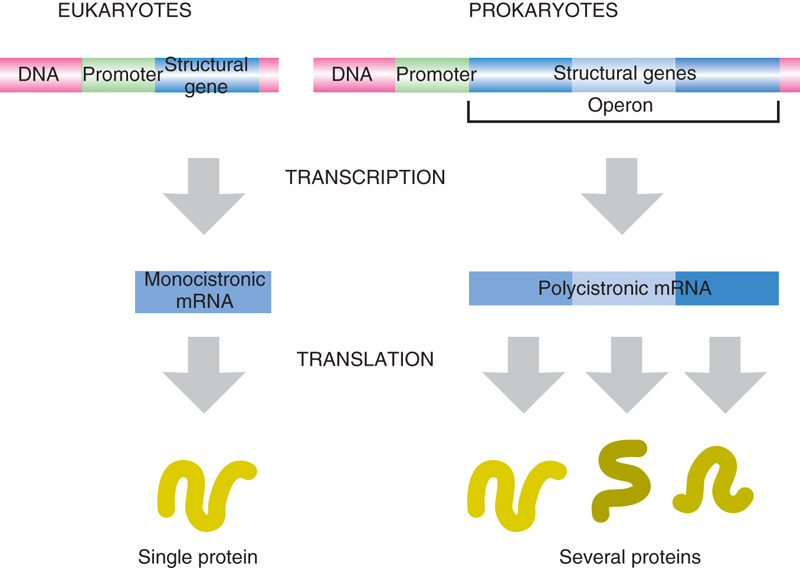 EUKARYOTES
PROKARYOTES
DNA
Promoter
Structural
gene
DNA
Promoter
Structural genes
Operon
TRANSCRIPTION
Monocistronic
mRNA
Polycistronic mRNA
TRANSLATION
Single protein
Several proteins